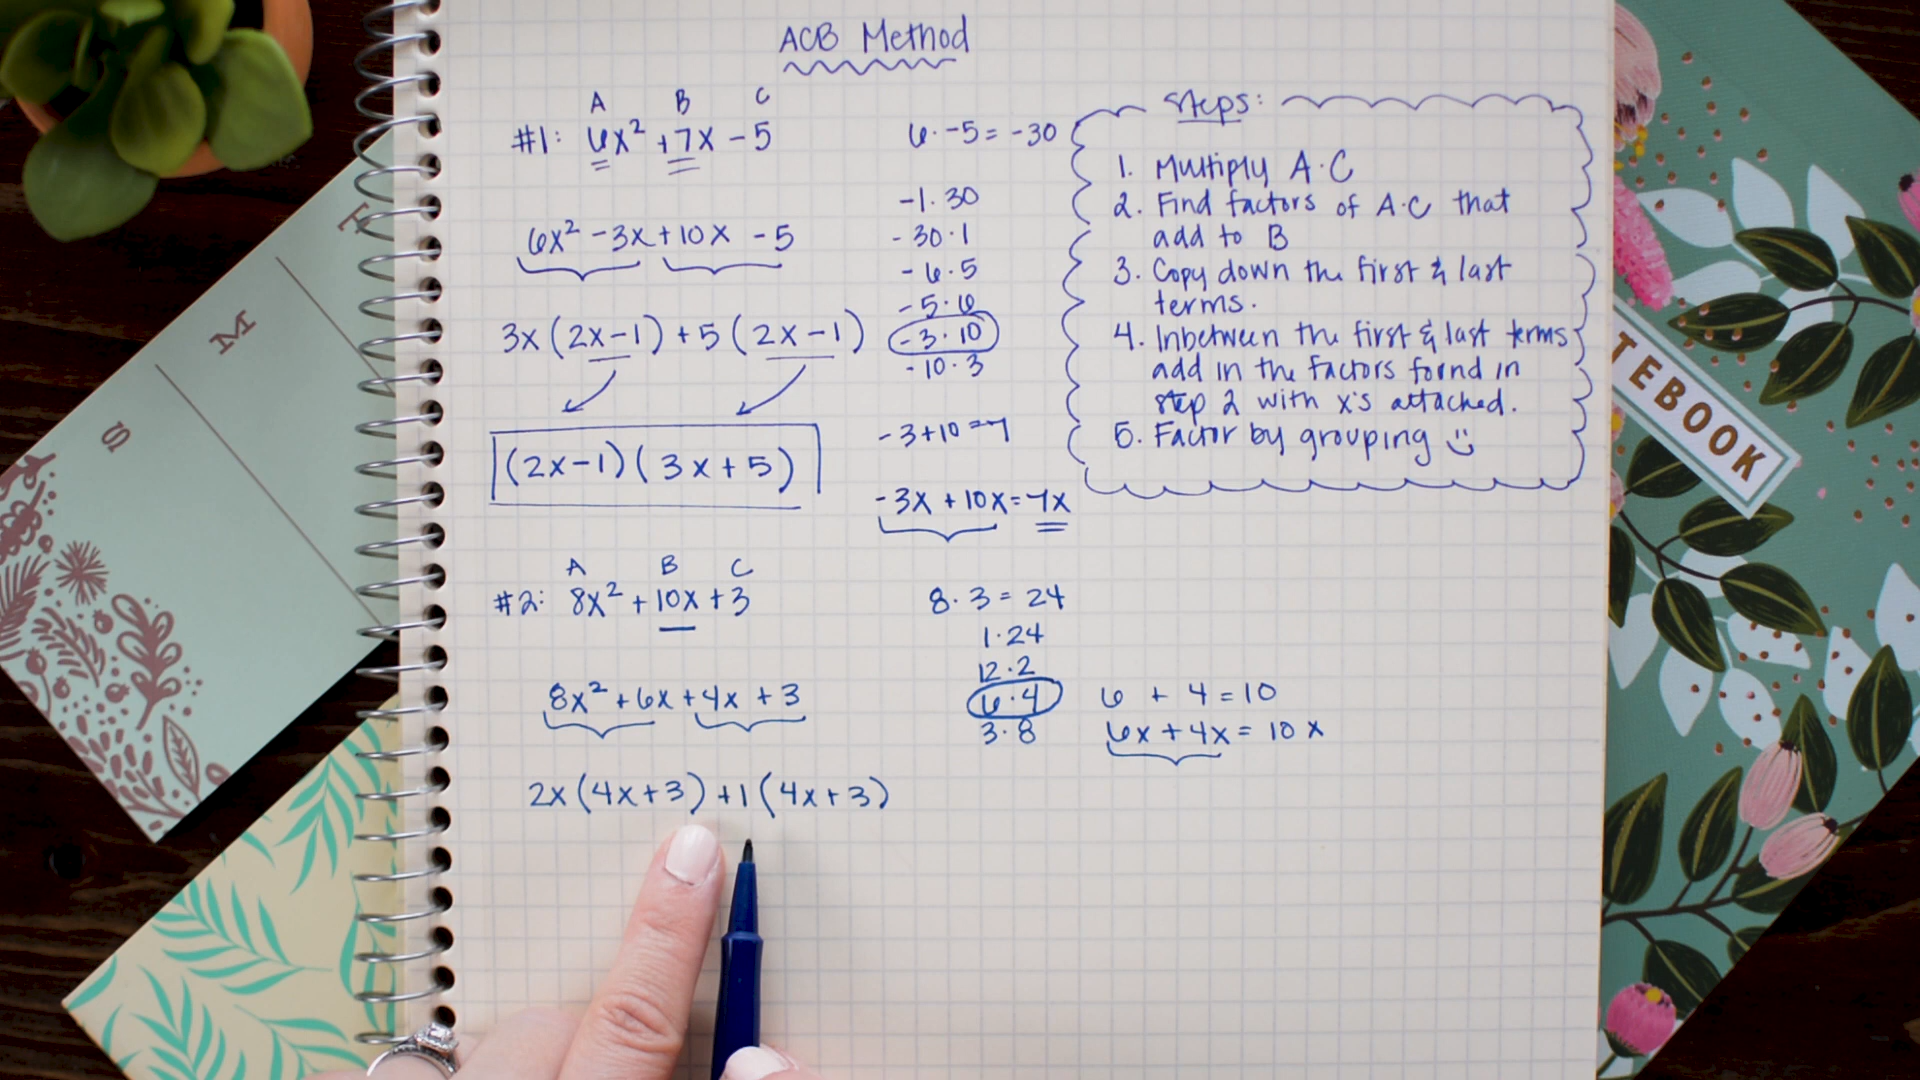 ACB Method
A B C
#1: 6x² + 7x - 5
6x² - 3x + 10x - 5
3x(2x-1) + 5(2x-1)
(2x-1)(3x+5)
6 · -5 = -30
-1 · 30
-30 · 1
-6 · 5
-5 · 6
-3 · 10
-10 · 3
-3 + 10 = 7
-3x + 10x = 7x
Steps:
1. Multiply A·C
2. Find factors of A·C that
add to B
3. Copy down the first & last
terms.
4. Inbetween the first & last terms
add in the factors found in
step 2 with x's attached.
5. Factor by grouping
A B C
#2: 8x² + 10x + 3
8x² + 6x + 4x + 3
2x(4x+3) + 1(4x+3)
8 · 3 = 24
1 · 24
12 · 2
6 · 4
3 · 8
6 + 4 = 10
6x + 4x = 10x
S
M
TEBOOK